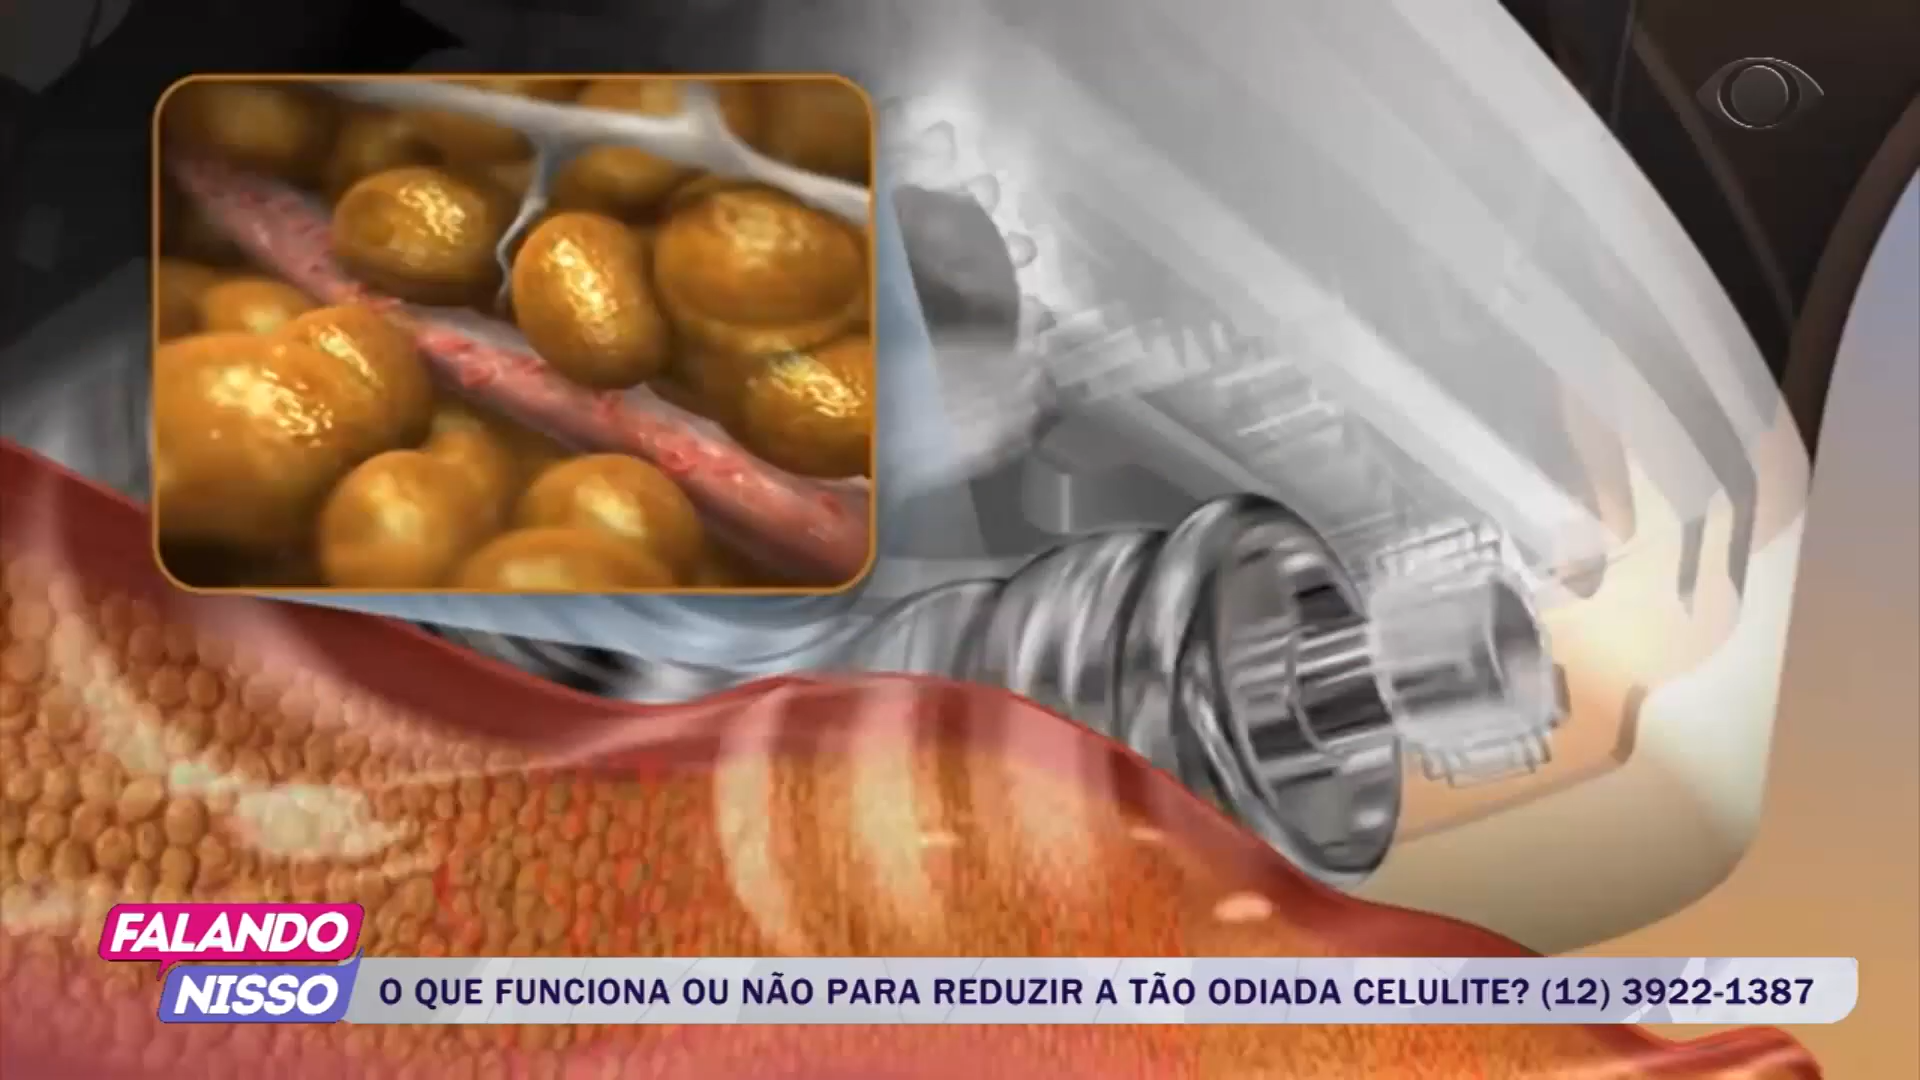 FALANDO
NISSO
O QUE FUNCIONA OU NÃO PARA REDUZIR A TÃO ODIADA CELULITE? (12) 3922-1387